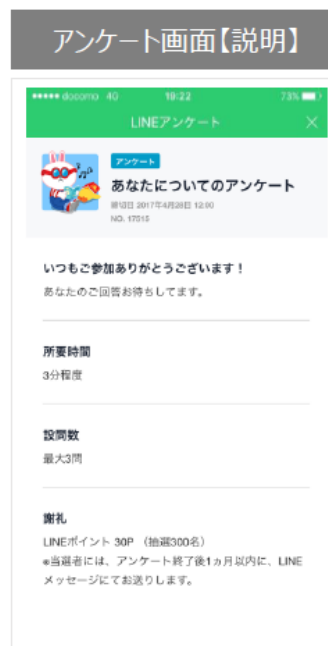 アンケート画面【説明】
docomo 4G 19:22 73%
LINEアンケート
アンケート
あなたについてのアンケート
締切日 2017年4月28日 12:00
NO. 17015
いつもご参加ありがとうございます！
あなたのご回答お待ちしてます。
所要時間
3分程度
設問数
最大3問
謝礼
LINEポイント 30P （抽選300名）
※当選者には、アンケート終了後1ヵ月以内に、LINE
メッセージにてお送りします。